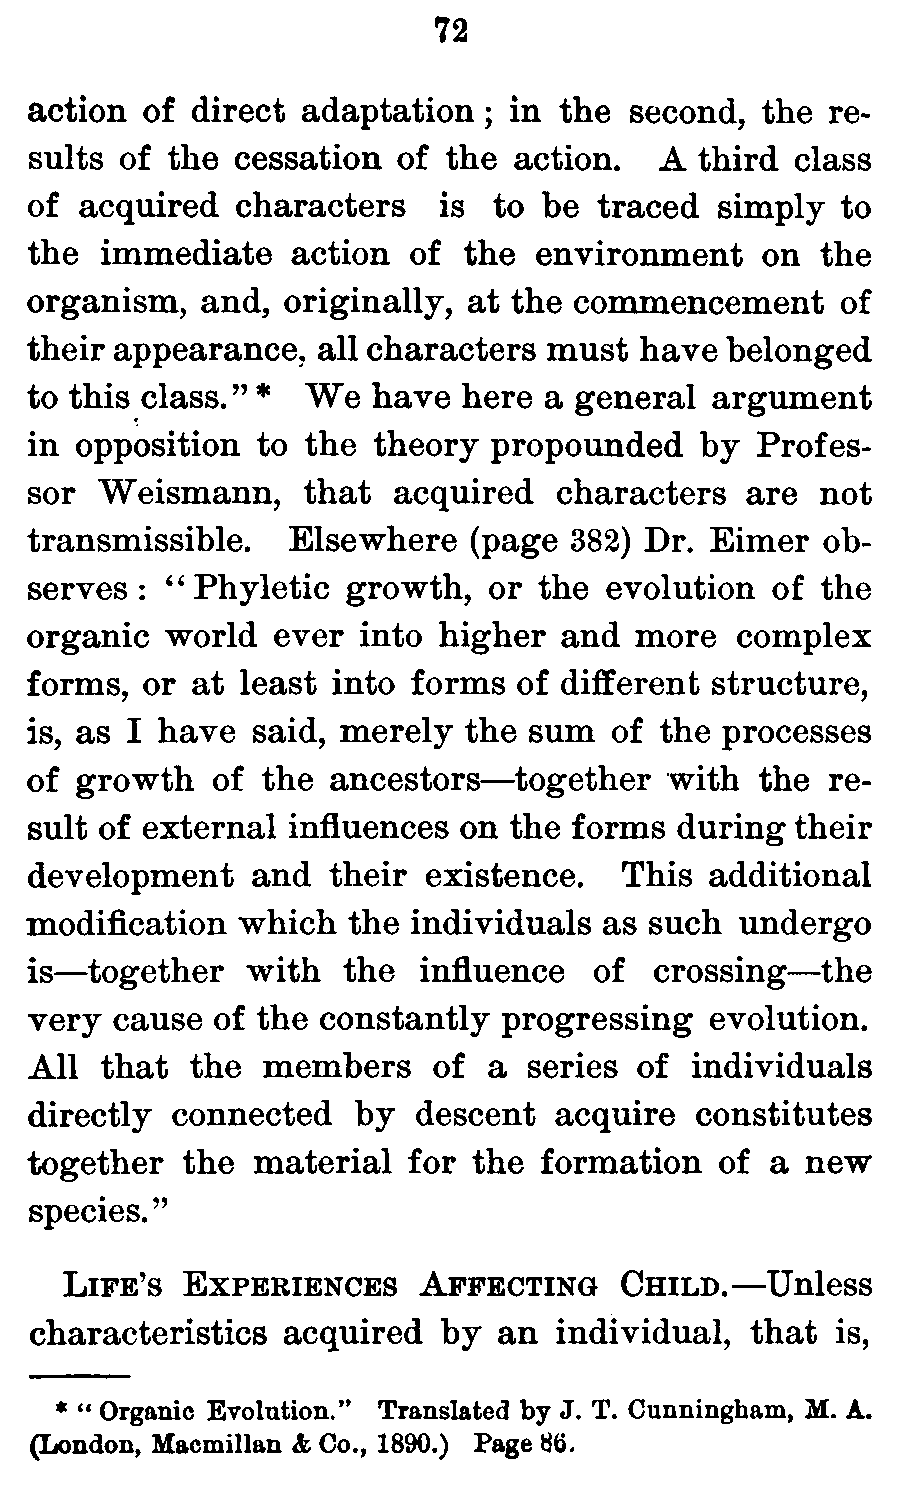 72
action of direct adaptation; in the second, the re-
sults of the cessation of the action. A third class
of acquired characters is to be traced simply to
the immediate action of the environment on the
organism, and, originally, at the commencement of
their appearance, all characters must have belonged
to this class."* We have here a general argument
in opposition to the theory propounded by Profes-
sor Weismann, that acquired characters are not
transmissible. Elsewhere (page 382) Dr. Eimer ob-
serves: "Phyletic growth, or the evolution of the
organic world ever into higher and more complex
forms, or at least into forms of different structure,
is, as I have said, merely the sum of the processes
of growth of the ancestors—together with the re-
sult of external influences on the forms during their
development and their existence. This additional
modification which the individuals as such undergo
is—together with the influence of crossing—the
very cause of the constantly progressing evolution.
All that the members of a series of individuals
directly connected by descent acquire constitutes
together the material for the formation of a new
species."
LIFE'S EXPERIENCES AFFECTING CHILD.—Unless
characteristics acquired by an individual, that is,
* "Organic Evolution." Translated by J. T. Cunningham, M. A.
(London, Macmillan & Co., 1890.) Page 86.